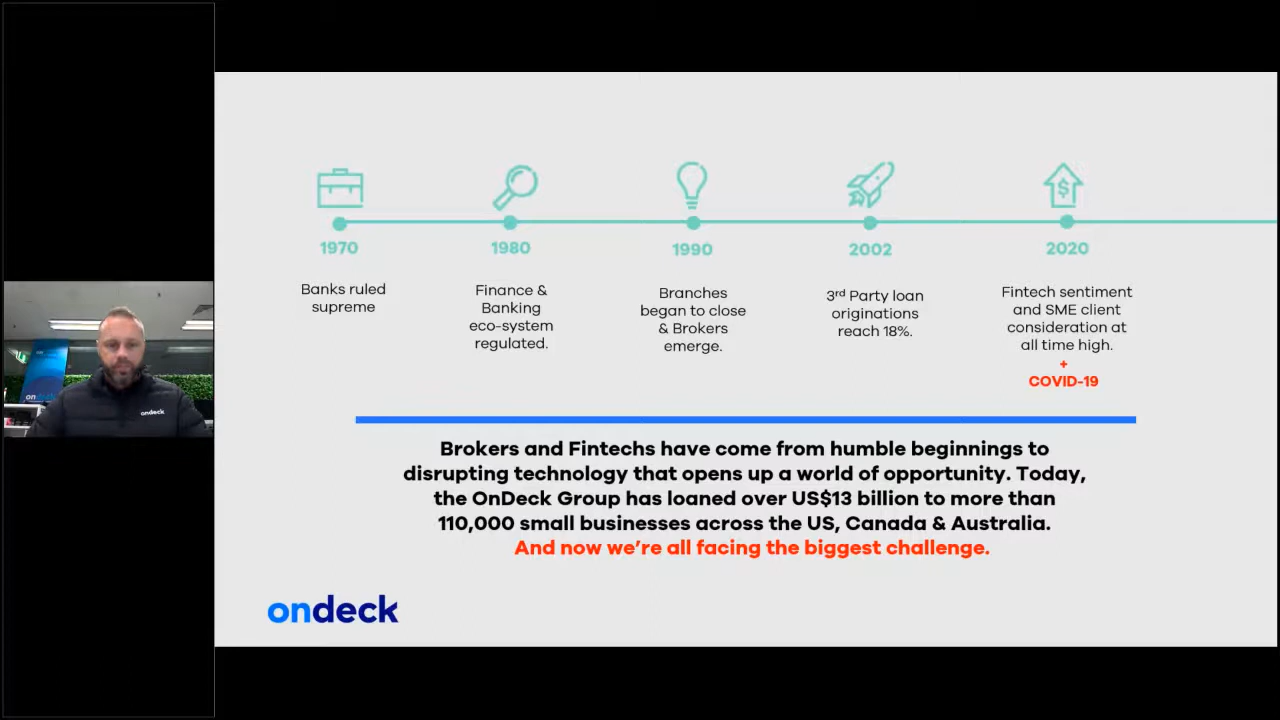 1970
Banks ruled
supreme
1980
Finance &
Banking
eco-system
regulated.
1990
Branches
began to close
& Brokers
emerge.
2002
3rd Party loan
originations
reach 18%.
2020
Fintech sentiment
and SME client
consideration at
all time high.
+
COVID-19
Brokers and Fintechs have come from humble beginnings to
disrupting technology that opens up a world of opportunity. Today,
the OnDeck Group has loaned over US$13 billion to more than
110,000 small businesses across the US, Canada & Australia.
And now we're all facing the biggest challenge.
ondeck
ondeck
ondeck